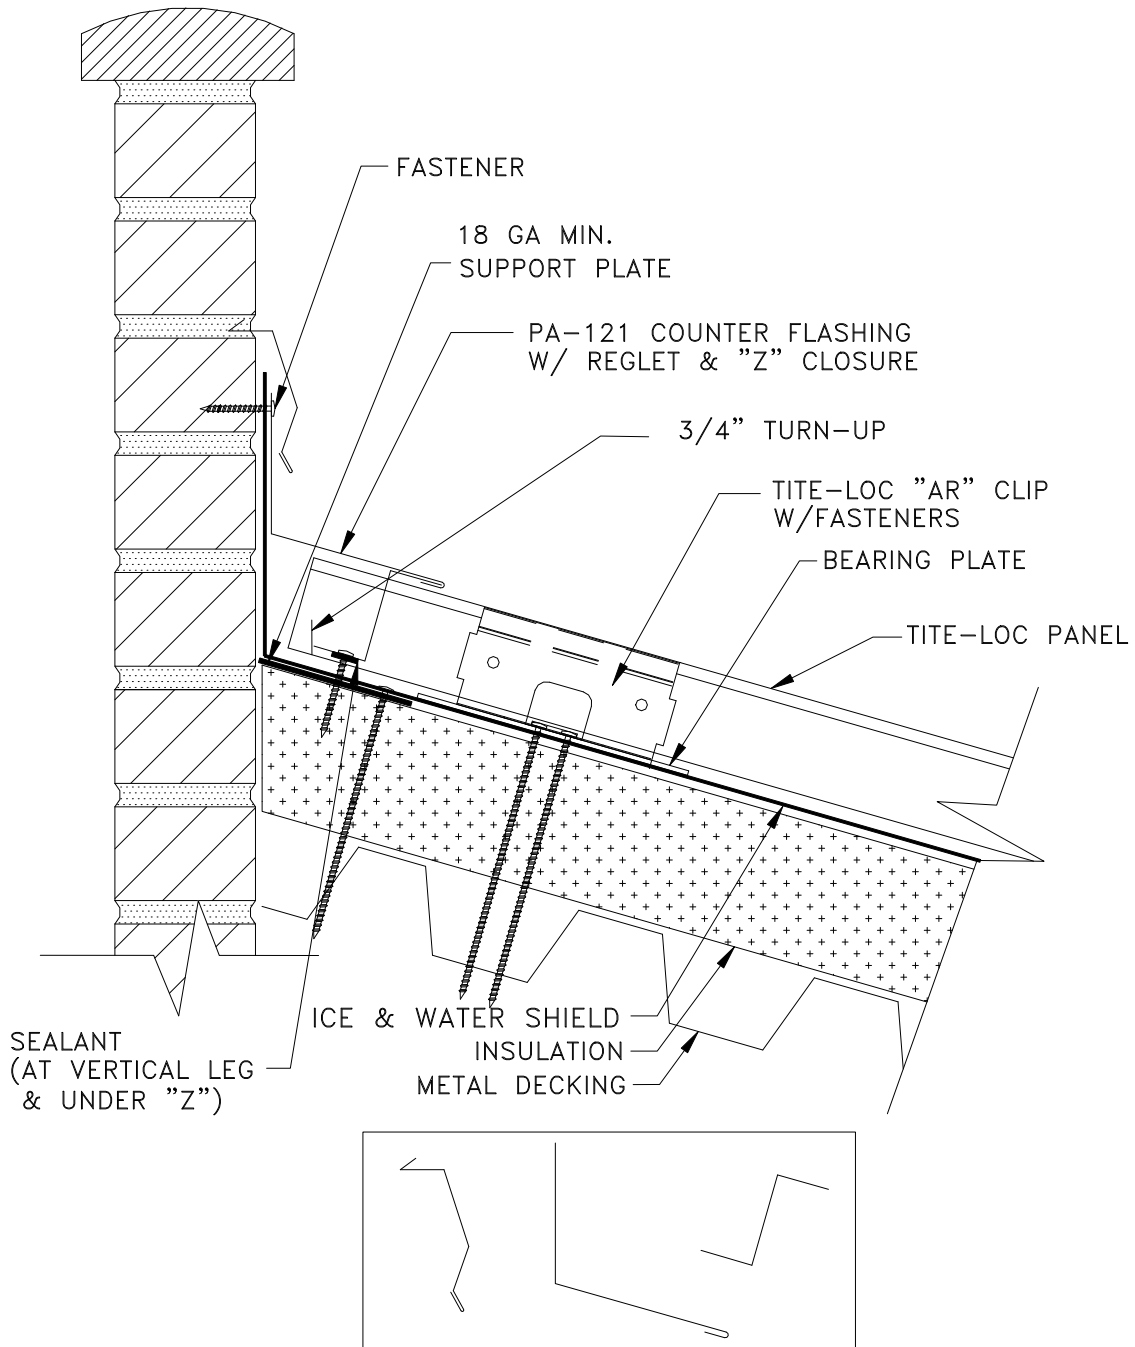 FASTENER
18 GA MIN.
SUPPORT PLATE
PA-121 COUNTER FLASHING
W/ REGLET & ”Z” CLOSURE
3/4” TURN-UP
TITE-LOC ”AR” CLIP
W/FASTENERS
BEARING PLATE
TITE-LOC PANEL
ICE & WATER SHIELD
INSULATION
METAL DECKING
SEALANT
(AT VERTICAL LEG
& UNDER ”Z”)